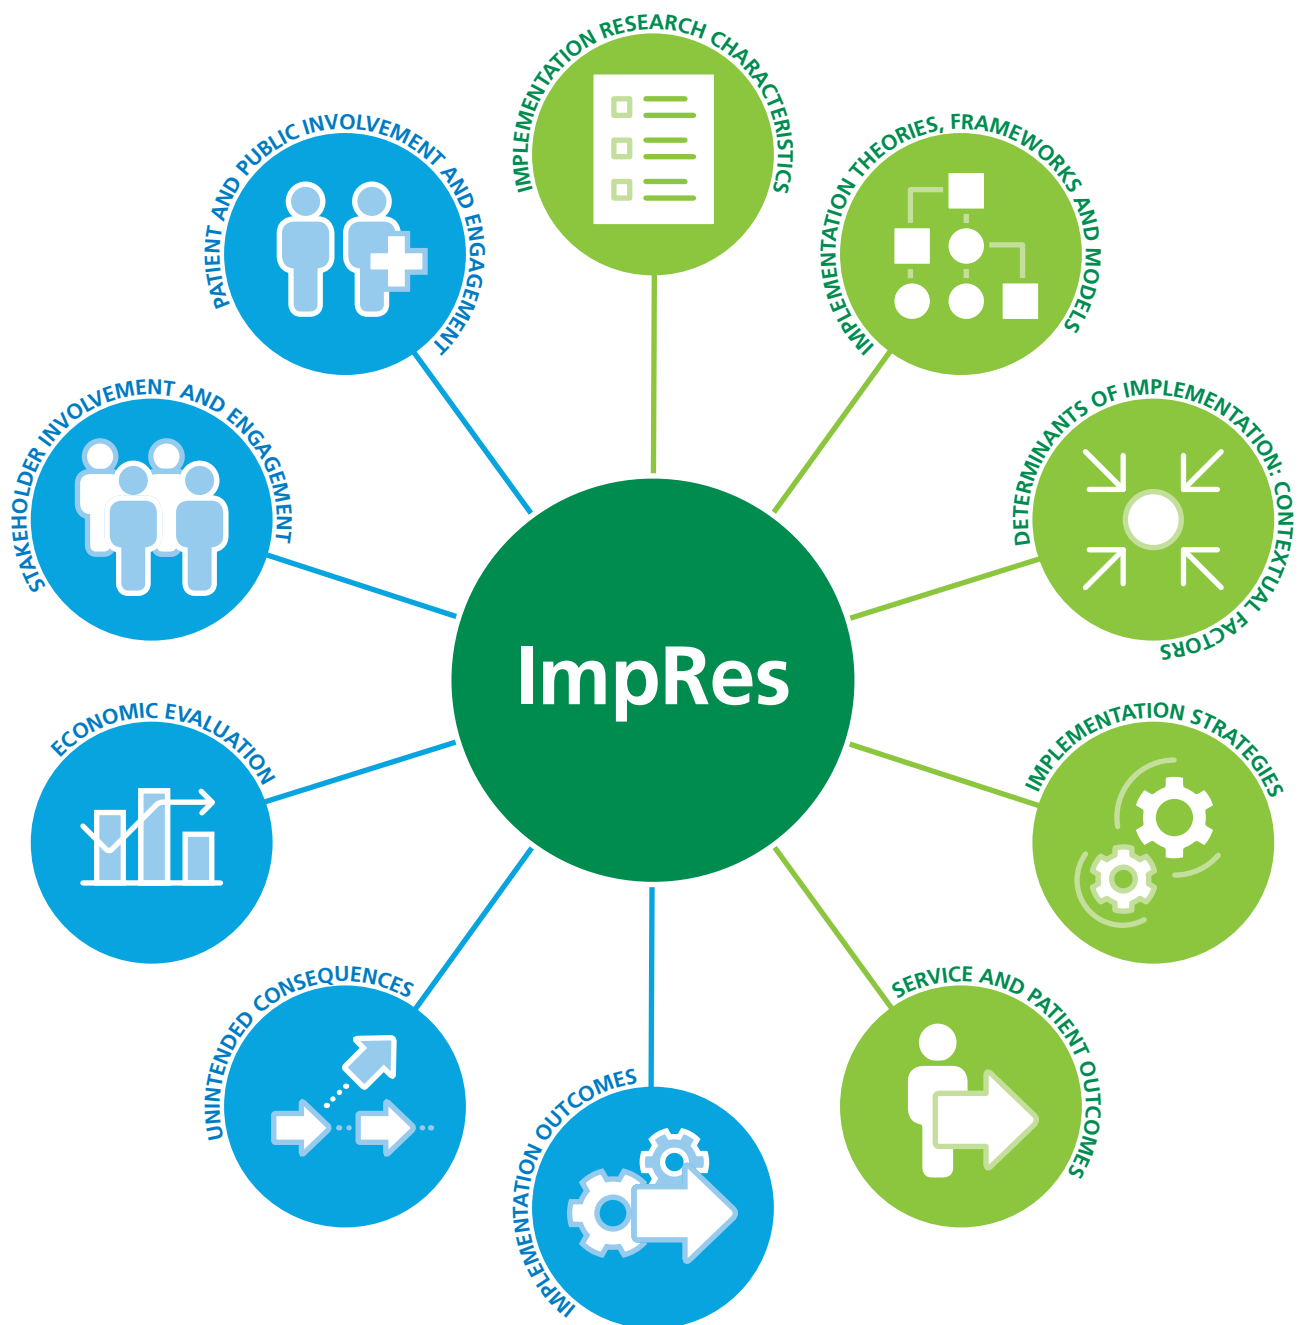 IMPLEMENTATION RESEARCH CHARACTERISTICS
IMPLEMENTATION THEORIES, FRAMEWORKS AND MODELS
DETERMINANTS OF IMPLEMENTATION: CONTEXTUAL FACTORS
IMPLEMENTATION STRATEGIES
SERVICE AND PATIENT OUTCOMES
IMPLEMENTATION OUTCOMES
UNINTENDED CONSEQUENCES
ECONOMIC EVALUATION
STAKEHOLDER INVOLVEMENT AND ENGAGEMENT
PATIENT AND PUBLIC INVOLVEMENT AND ENGAGEMENT
ImpRes